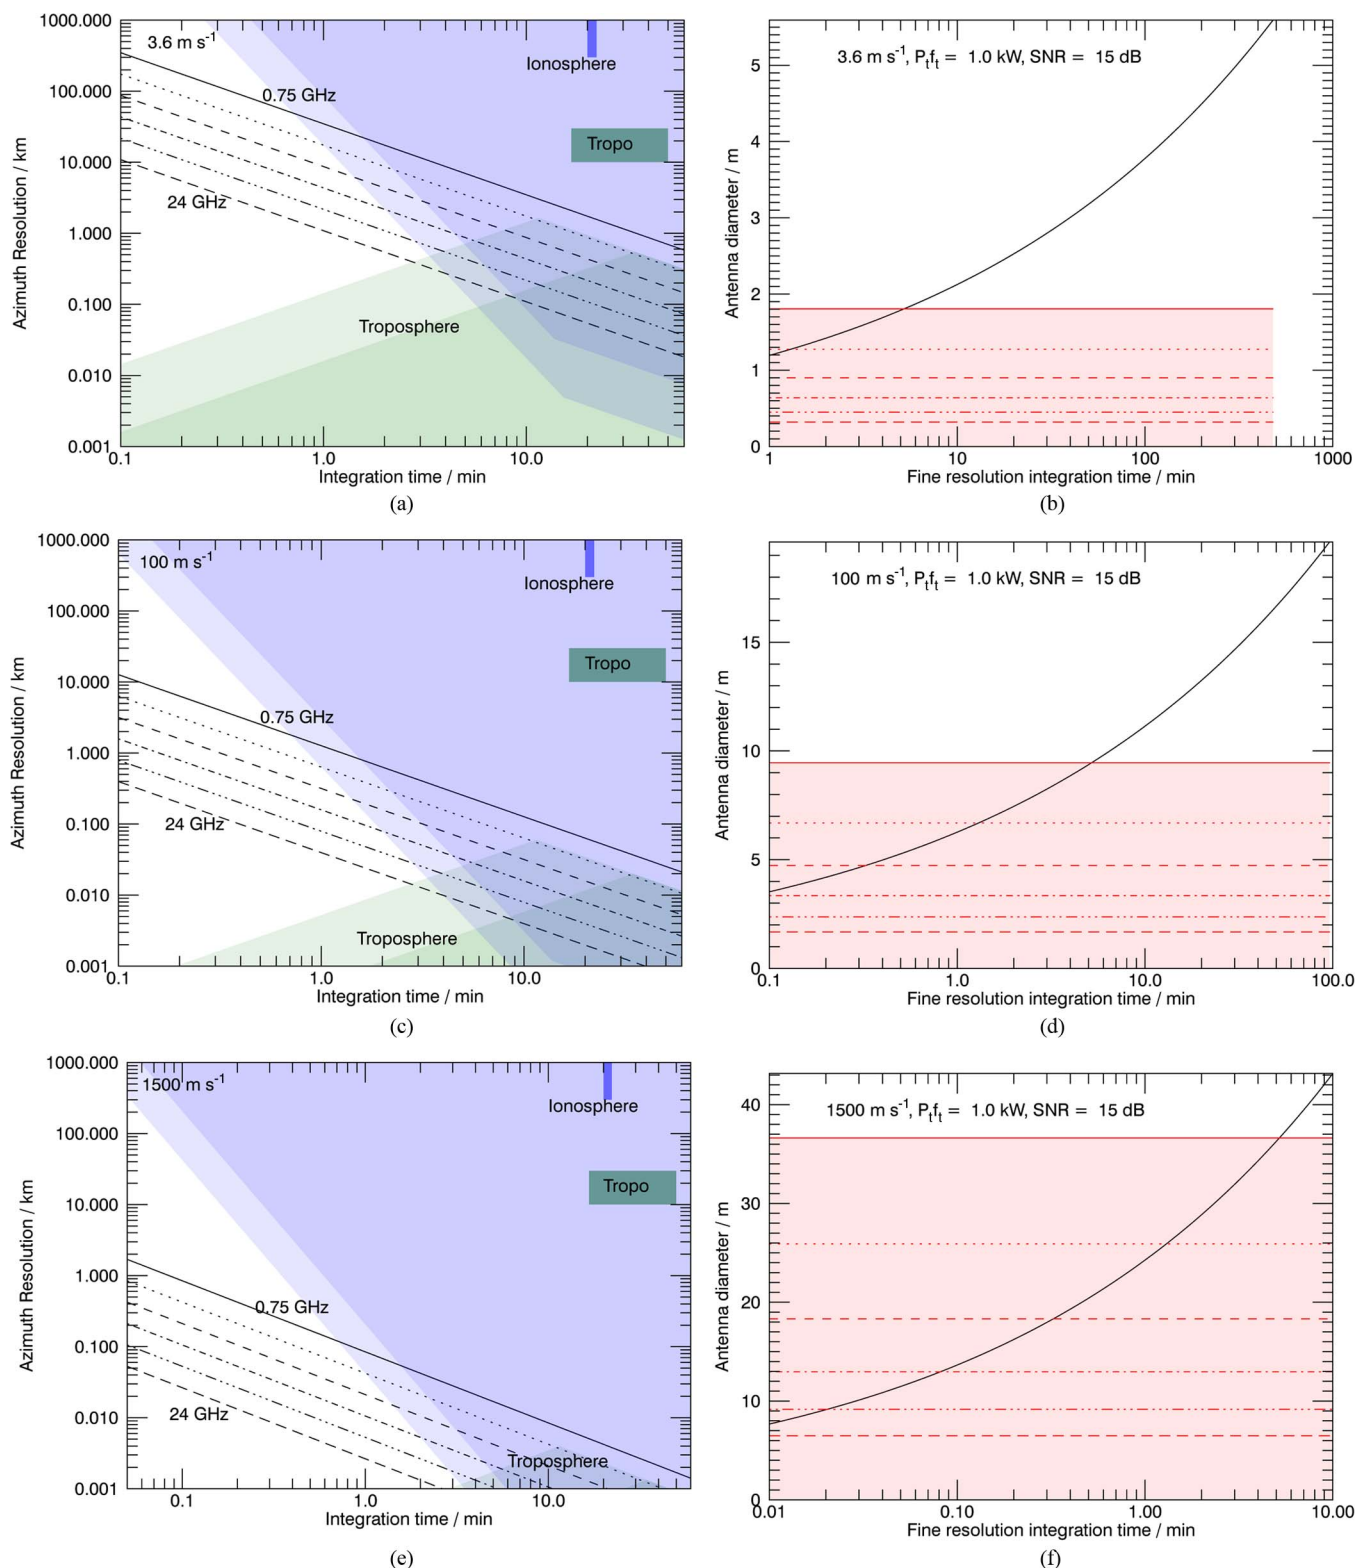 1000.000
100.000
10.000
1.000
0.100
0.010
0.001
Azimuth Resolution / km
3.6 m s⁻¹
Ionosphere
0.75 GHz
Tropo
24 GHz
Troposphere
0.1
1.0
10.0
Integration time / min
(a)
5
4
3
2
1
0
Antenna diameter / m
3.6 m s⁻¹, Pₜfₜ = 1.0 kW, SNR = 15 dB
1
10
100
1000
Fine resolution integration time / min
(b)
1000.000
100.000
10.000
1.000
0.100
0.010
0.001
Azimuth Resolution / km
100 m s⁻¹
Ionosphere
Tropo
0.75 GHz
24 GHz
Troposphere
0.1
1.0
10.0
Integration time / min
(c)
15
10
5
0
Antenna diameter / m
100 m s⁻¹, Pₜfₜ = 1.0 kW, SNR = 15 dB
0.1
1.0
10.0
100.0
Fine resolution integration time / min
(d)
1000.000
100.000
10.000
1.000
0.100
0.010
0.001
Azimuth Resolution / km
1500 m s⁻¹
Ionosphere
Tropo
0.75 GHz
24 GHz
Troposphere
0.1
1.0
10.0
Integration time / min
(e)
40
30
20
10
0
Antenna diameter / m
1500 m s⁻¹, Pₜfₜ = 1.0 kW, SNR = 15 dB
0.01
0.10
1.00
10.00
Fine resolution integration time / min
(f)